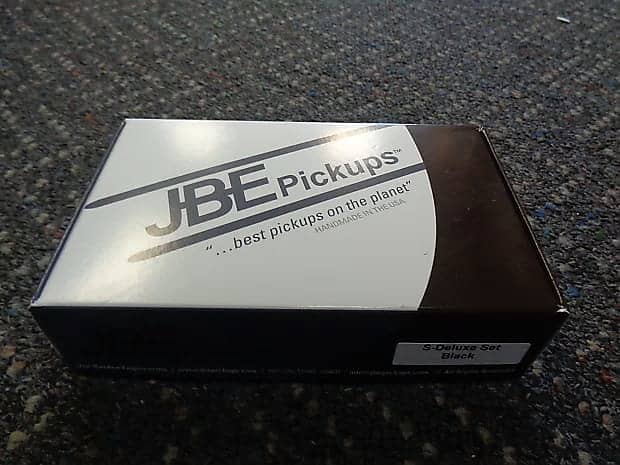 JBE Pickups™
"...best pickups on the planet"
HANDMADE IN THE USA
S-Deluxe Set
Black